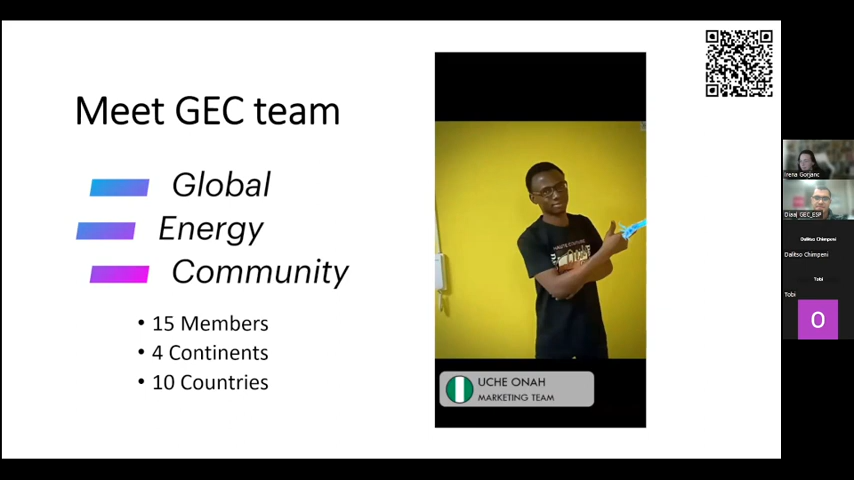 Meet GEC team
Global
Energy
Community
• 15 Members
• 4 Continents
• 10 Countries
UCHE ONAH
MARKETING TEAM
Irena Gorjanc
Diaa| GEC_ESP
Dalitso Chimpeni
Dalitso Chimpeni
Tobi
Tobi
O